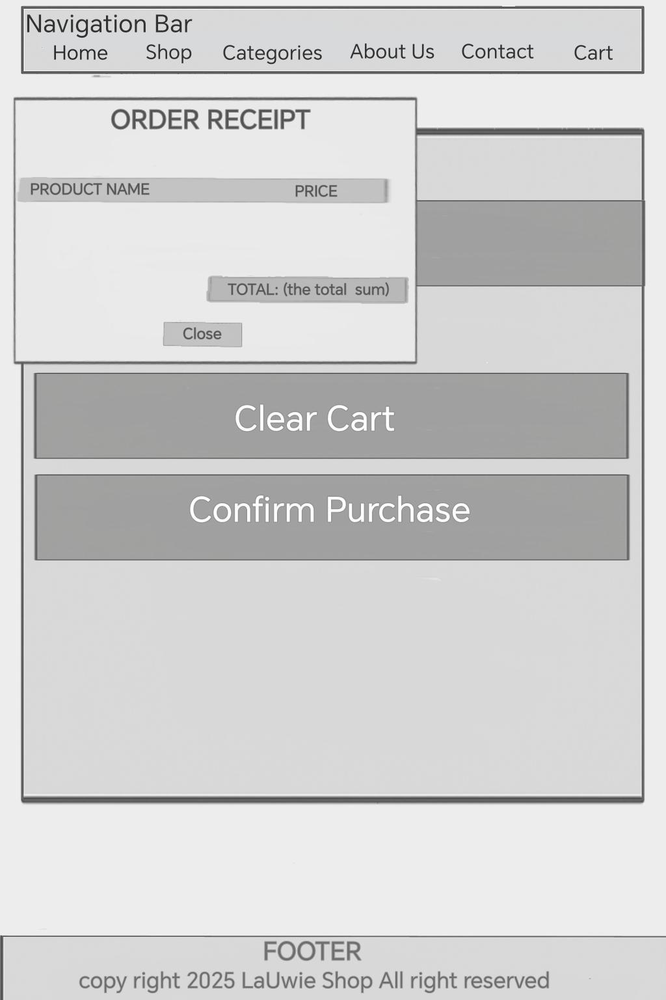 Navigation Bar
Home Shop Categories About Us Contact Cart
ORDER RECEIPT
PRODUCT NAME PRICE
TOTAL: (the total sum)
Close
Clear Cart
Confirm Purchase
FOOTER
copy right 2025 LaUwie Shop All right reserved